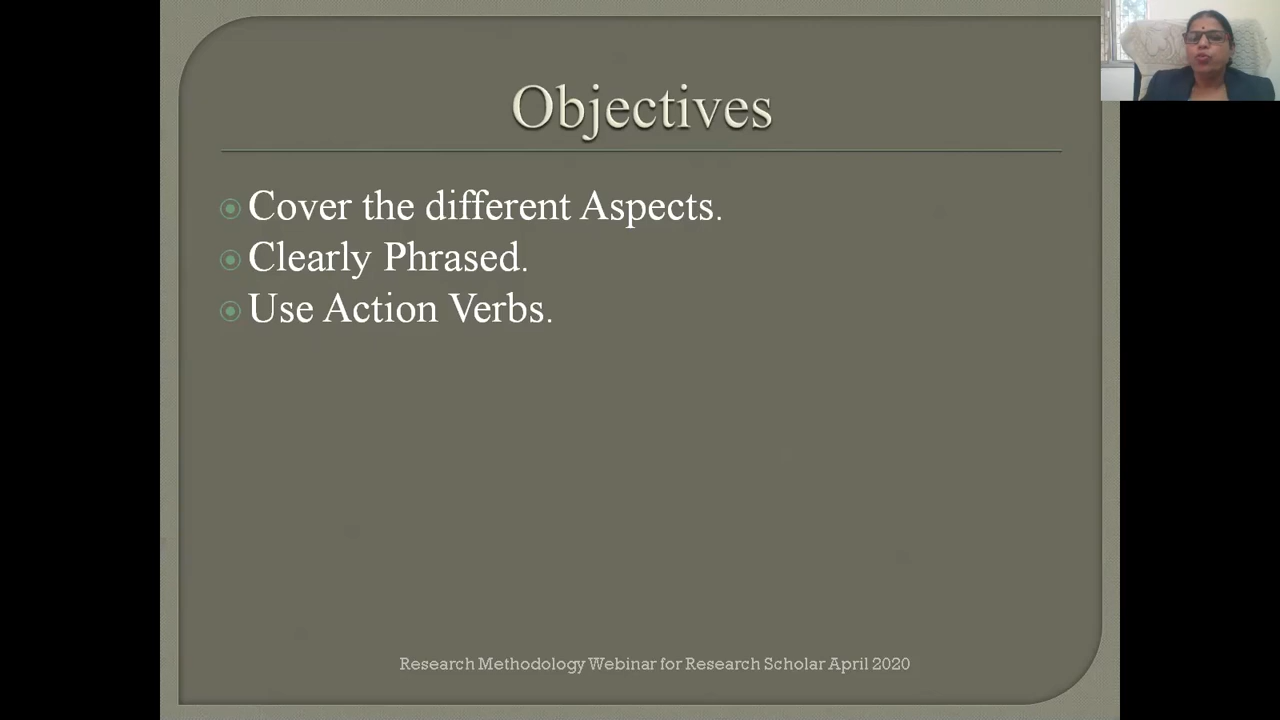 Objectives
Cover the different Aspects.
Clearly Phrased.
Use Action Verbs.
Research Methodology Webinar for Research Scholar April 2020